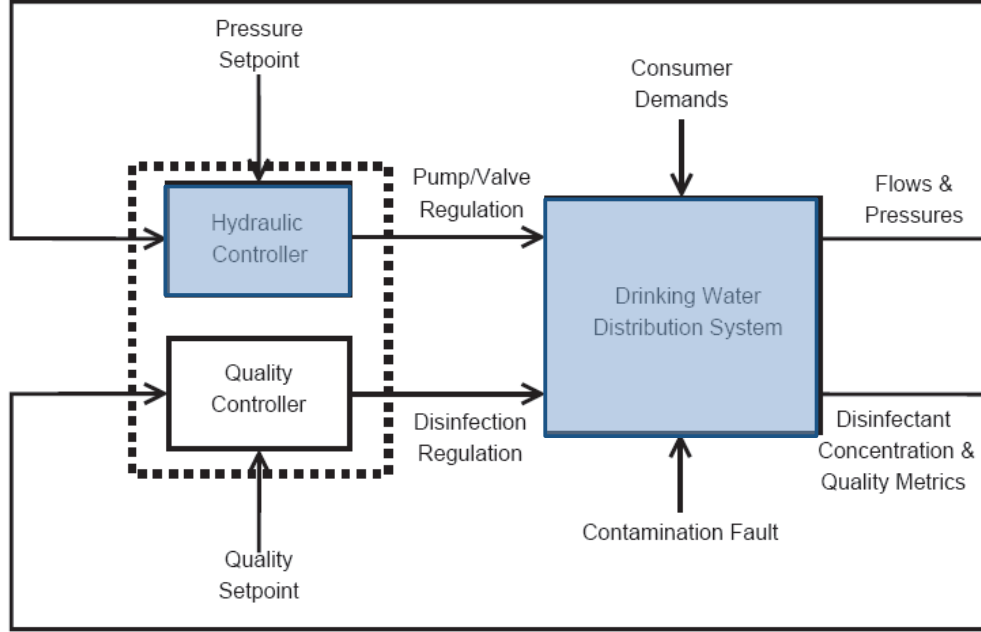 Pressure
Setpoint
Consumer
Demands
Hydraulic
Controller
Pump/Valve
Regulation
Flows &
Pressures
Drinking Water
Distribution System
Quality
Controller
Disinfection
Regulation
Disinfectant
Concentration &
Quality Metrics
Contamination Fault
Quality
Setpoint